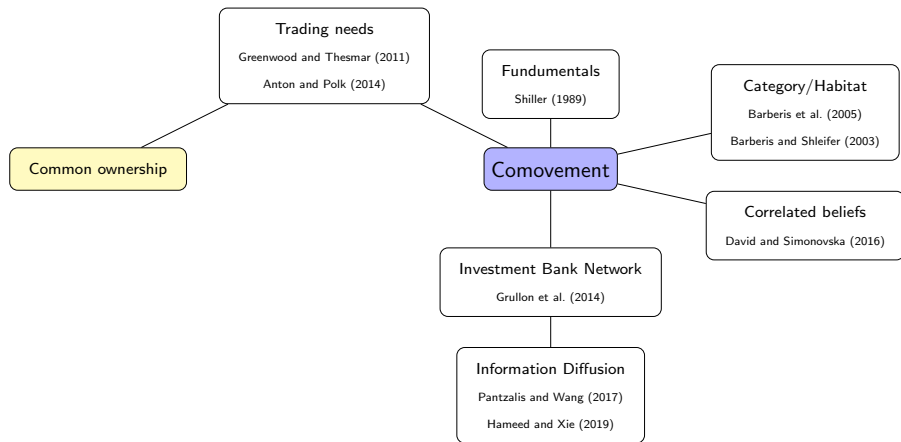 Trading needs
Greenwood and Thesmar (2011)
Anton and Polk (2014)
Fundumentals
Shiller (1989)
Category/Habitat
Barberis et al. (2005)
Barberis and Shleifer (2003)
Common ownership
Comovement
Correlated beliefs
David and Simonovska (2016)
Investment Bank Network
Grullon et al. (2014)
Information Diffusion
Pantzalis and Wang (2017)
Hameed and Xie (2019)